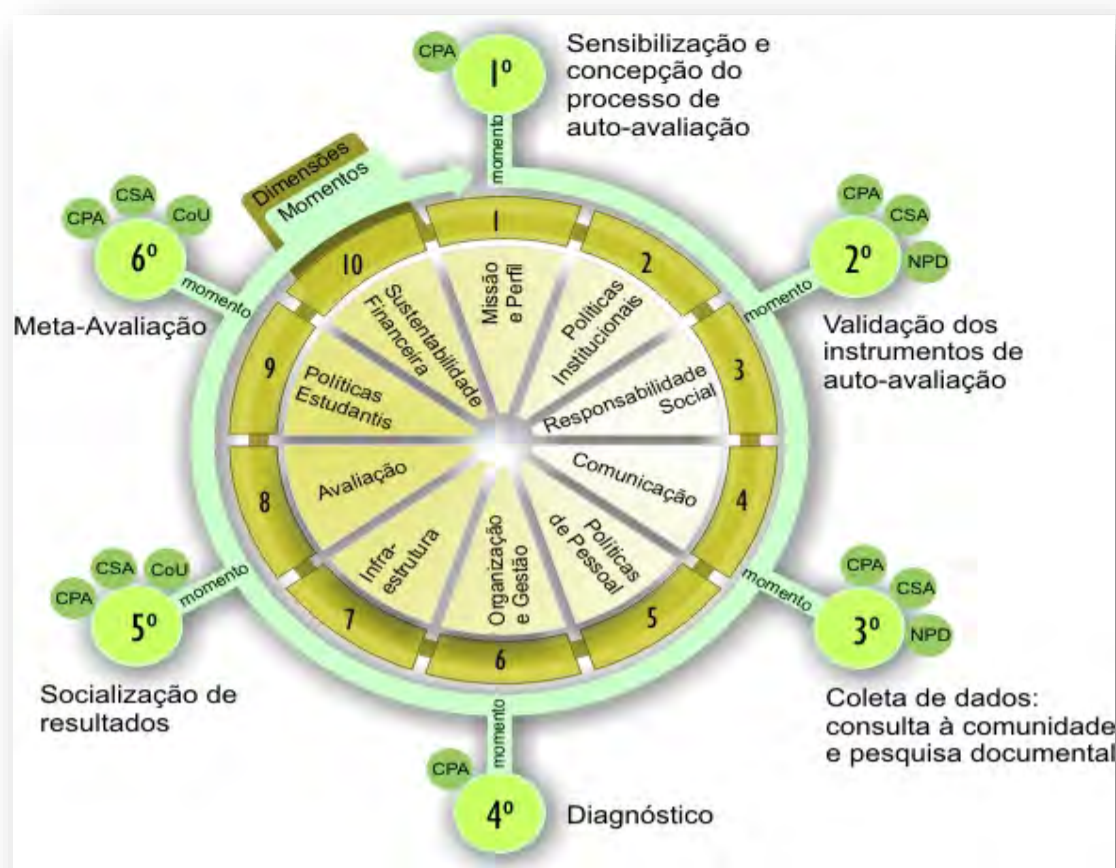 CPA
1º
momento
Sensibilização e
concepção do
processo de
auto-avaliação
CPA
CSA
NPD
2º
momento
Validação dos
instrumentos de
auto-avaliação
CPA
CSA
NPD
3º
momento
Coleta de dados:
consulta à comunidade
e pesquisa documental
CPA
4º
momento
Diagnóstico
CPA
CSA
CoU
5º
momento
Socialização de
resultados
CPA
CSA
CoU
6º
momento
Meta-Avaliação
Dimensões
Momentos
1
Missão
e Perfil
2
Políticas
Institucionais
3
Responsabilidade
Social
4
Comunicação
5
Políticas
de Pessoal
6
Organização
e Gestão
7
Infra-
estrutura
8
Avaliação
9
Políticas
Estudantis
10
Sustentabilidade
Financeira